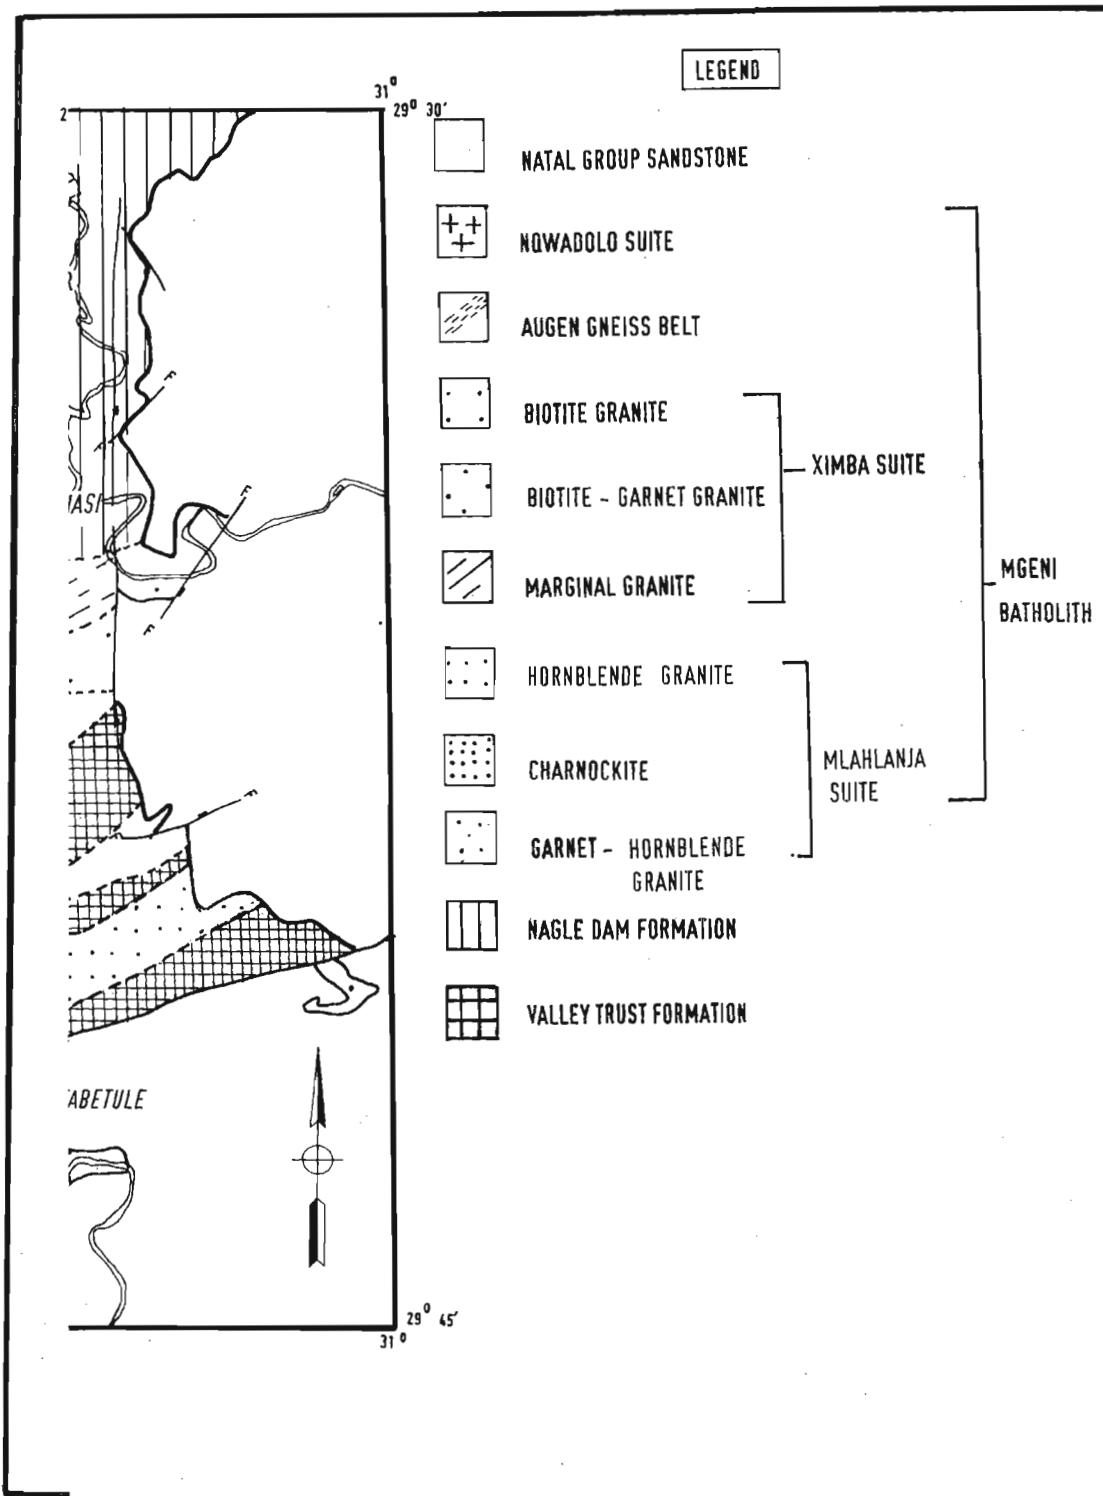 LEGEND
31°
29° 30'
2
NATAL GROUP SANDSTONE
NQWADOLO SUITE
AUGEN GNEISS BELT
F
BIOTITE GRANITE
F
XIMBA SUITE
F
IASI
BIOTITE - GARNET GRANITE
MGENI
BATHOLITH
MARGINAL GRANITE
F
HORNBLENDE GRANITE
MLAHLANJA
SUITE
CHARNOCKITE
F
GARNET - HORNBLENDE
GRANITE
NAGLE DAM FORMATION
VALLEY TRUST FORMATION
ABETULE
29° 45'
31°